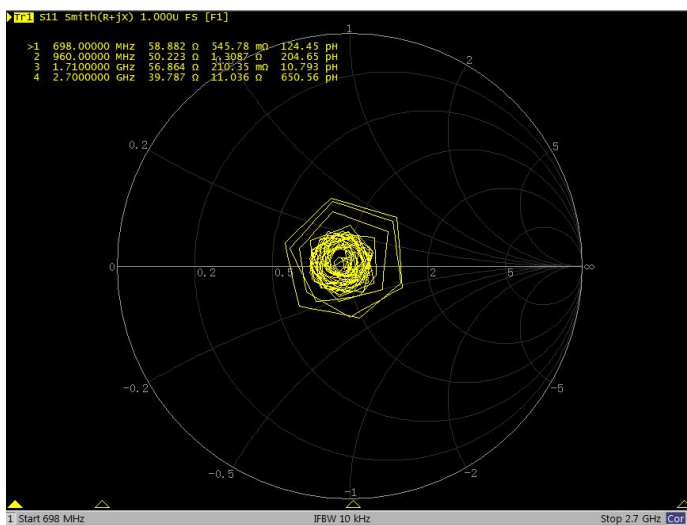 Tr1 S11 Smith(R+jX) 1.000U FS [F1]
>1 698.00000 MHz 58.882 Ω 545.78 mΩ 124.45 pH
2 960.00000 MHz 50.223 Ω 1.3087 Ω 204.65 pH
3 1.7100000 GHz 56.864 Ω 210.35 mΩ 10.793 pH
4 2.7000000 GHz 39.787 Ω 11.036 Ω 650.56 pH
1
2
0.5
0.2
5
0
0.2
0.5
2
5
∞
-0.2
-5
-0.5
-2
-1
1 Start 698 MHz IFBW 10 kHz Stop 2.7 GHz Cor